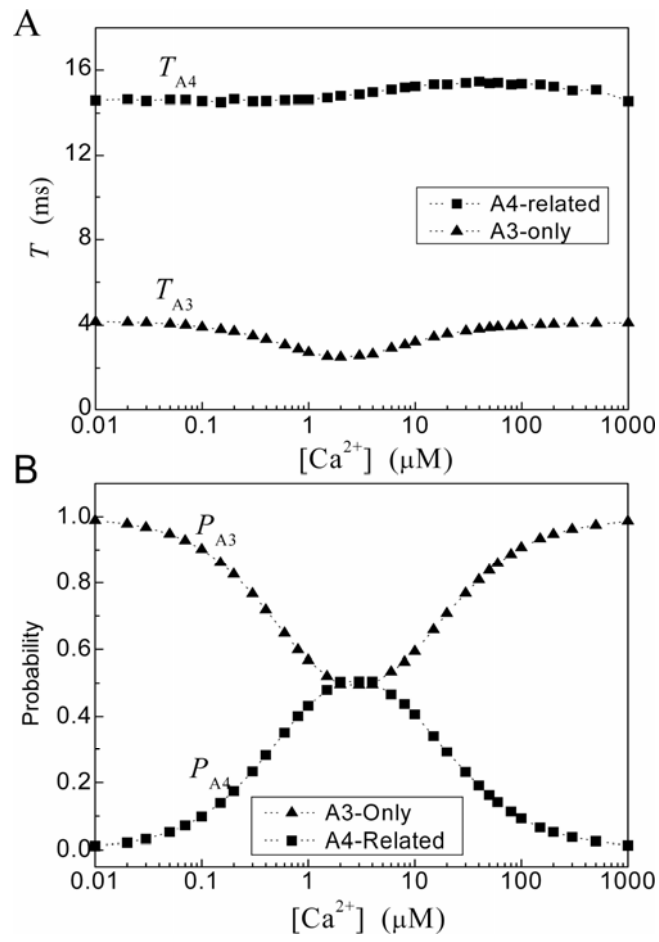 A
16
12
8
4
0
T (ms)
T_A4
A4-related
A3-only
T_A3
0.01 0.1 1 10 100 1000
[Ca²⁺] (μM)
B
1.0
0.8
0.6
0.4
0.2
0.0
Probability
P_A3
P_A4
A3-Only
A4-Related
0.01 0.1 1 10 100 1000
[Ca²⁺] (μM)